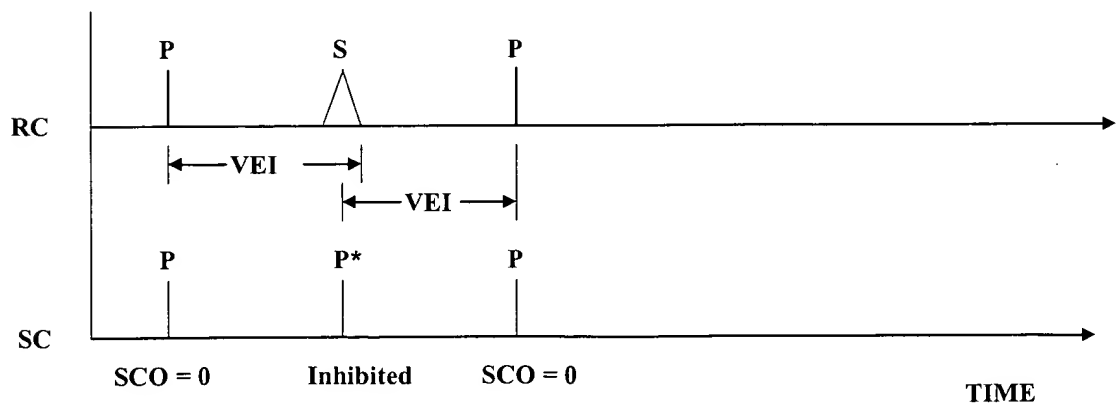 P S P
RC
VEI
VEI
P P* P
SC
SCO = 0 Inhibited SCO = 0
TIME